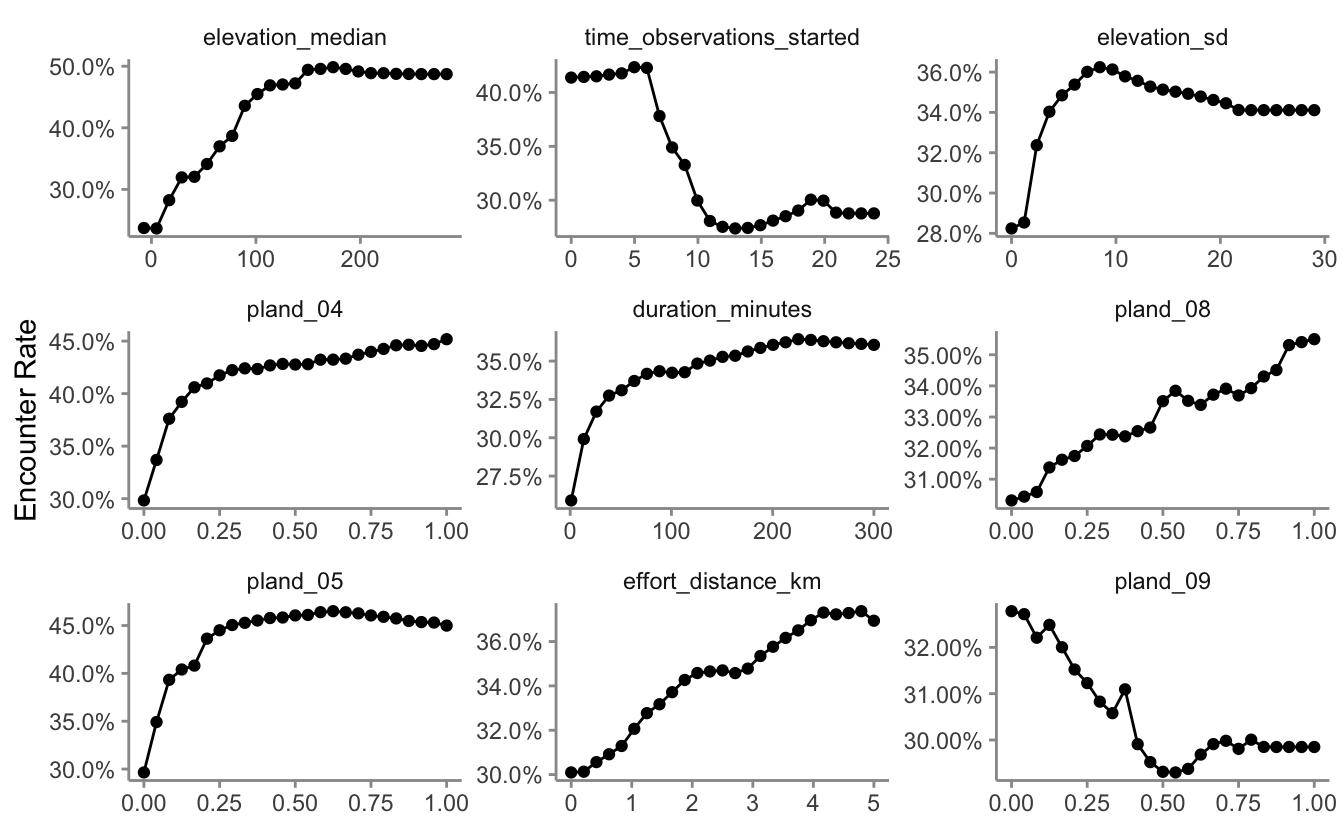 elevation_median
50.0%
40.0%
30.0%
0 100 200
time_observations_started
40.0%
35.0%
30.0%
0 5 10 15 20 25
elevation_sd
36.0%
34.0%
32.0%
30.0%
28.0%
0 10 20 30
Encounter Rate
pland_04
45.0%
40.0%
35.0%
30.0%
0.00 0.25 0.50 0.75 1.00
duration_minutes
35.0%
32.5%
30.0%
27.5%
0 100 200 300
pland_08
35.00%
34.00%
33.00%
32.00%
31.00%
0.00 0.25 0.50 0.75 1.00
pland_05
45.0%
40.0%
35.0%
30.0%
0.00 0.25 0.50 0.75 1.00
effort_distance_km
36.0%
34.0%
32.0%
30.0%
0 1 2 3 4 5
pland_09
32.00%
31.00%
30.00%
0.00 0.25 0.50 0.75 1.00